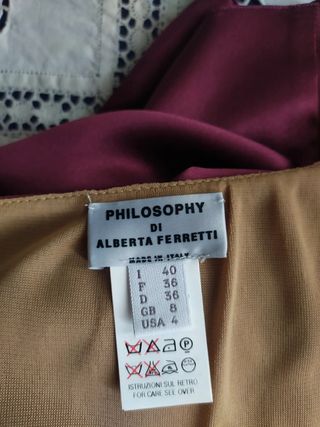 PHILOSOPHY
DI
ALBERTA FERRETTI
MADE IN ITALY
I 40
F 36
D 36
GB 8
USA 4
P
ISTRUZIONI SUL RETRO
FOR CARE SEE OVER